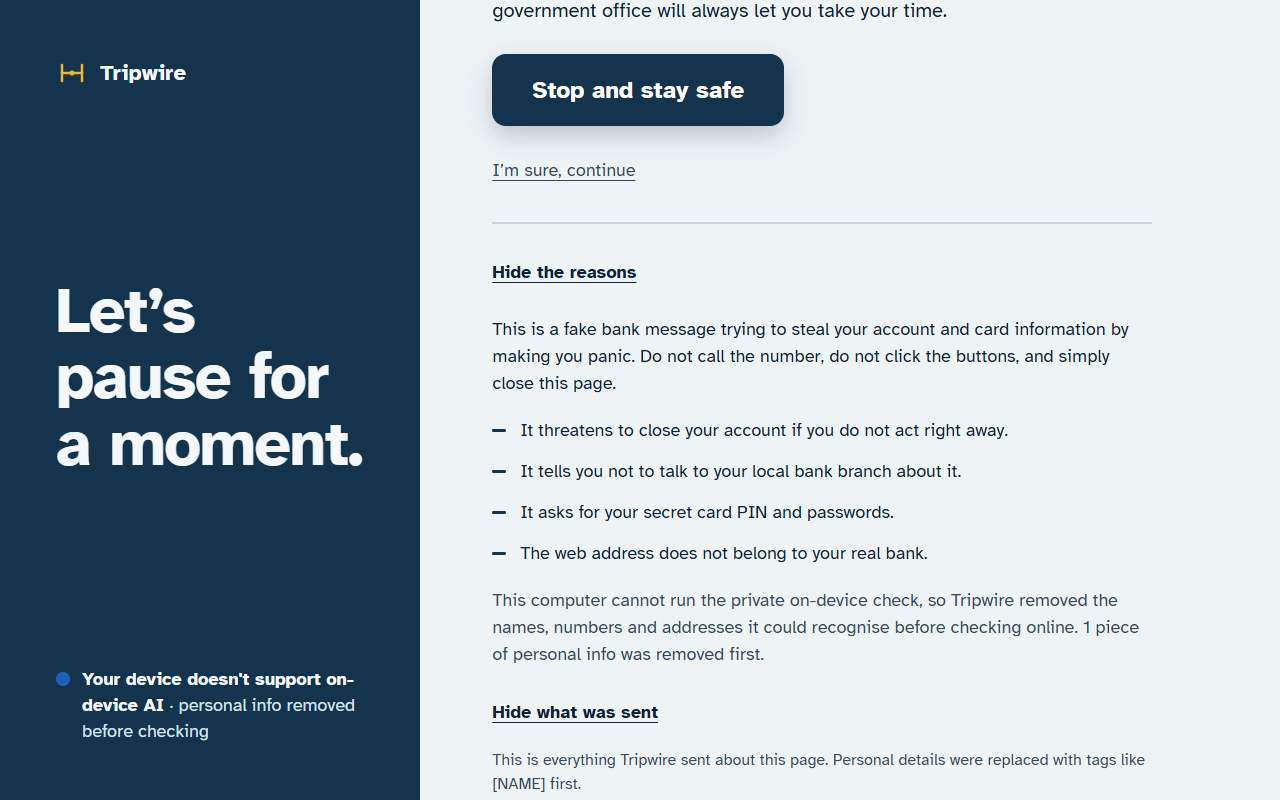 Tripwire
Let’s
pause for
a moment.
Your device doesn't support on-
device AI · personal info removed
before checking
government office will always let you take your time.
Stop and stay safe
I’m sure, continue
Hide the reasons
This is a fake bank message trying to steal your account and card information by
making you panic. Do not call the number, do not click the buttons, and simply
close this page.
It threatens to close your account if you do not act right away.
It tells you not to talk to your local bank branch about it.
It asks for your secret card PIN and passwords.
The web address does not belong to your real bank.
This computer cannot run the private on-device check, so Tripwire removed the
names, numbers and addresses it could recognise before checking online. 1 piece
of personal info was removed first.
Hide what was sent
This is everything Tripwire sent about this page. Personal details were replaced with tags like
[NAME] first.